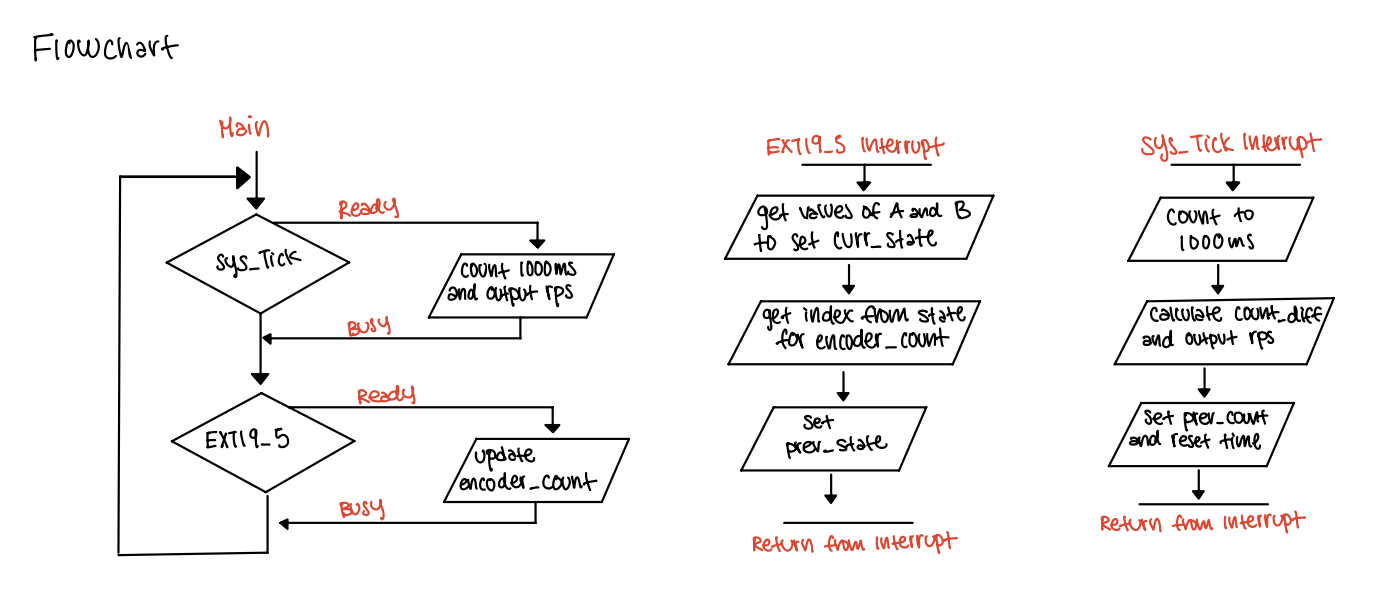 Flowchart
Main
Ready
Sys_Tick
count 1000ms
and output rps
Busy
Ready
EXTI9_5
update
encoder_count
Busy
EXTI9_5 Interrupt
get values of A and B
to set curr_state
get index from state
for encoder_count
set
prev_state
Return from interrupt
Sys_Tick Interrupt
Count to
1000ms
calculate count_diff
and output rps
Set prev_count
and reset time
Return from interrupt